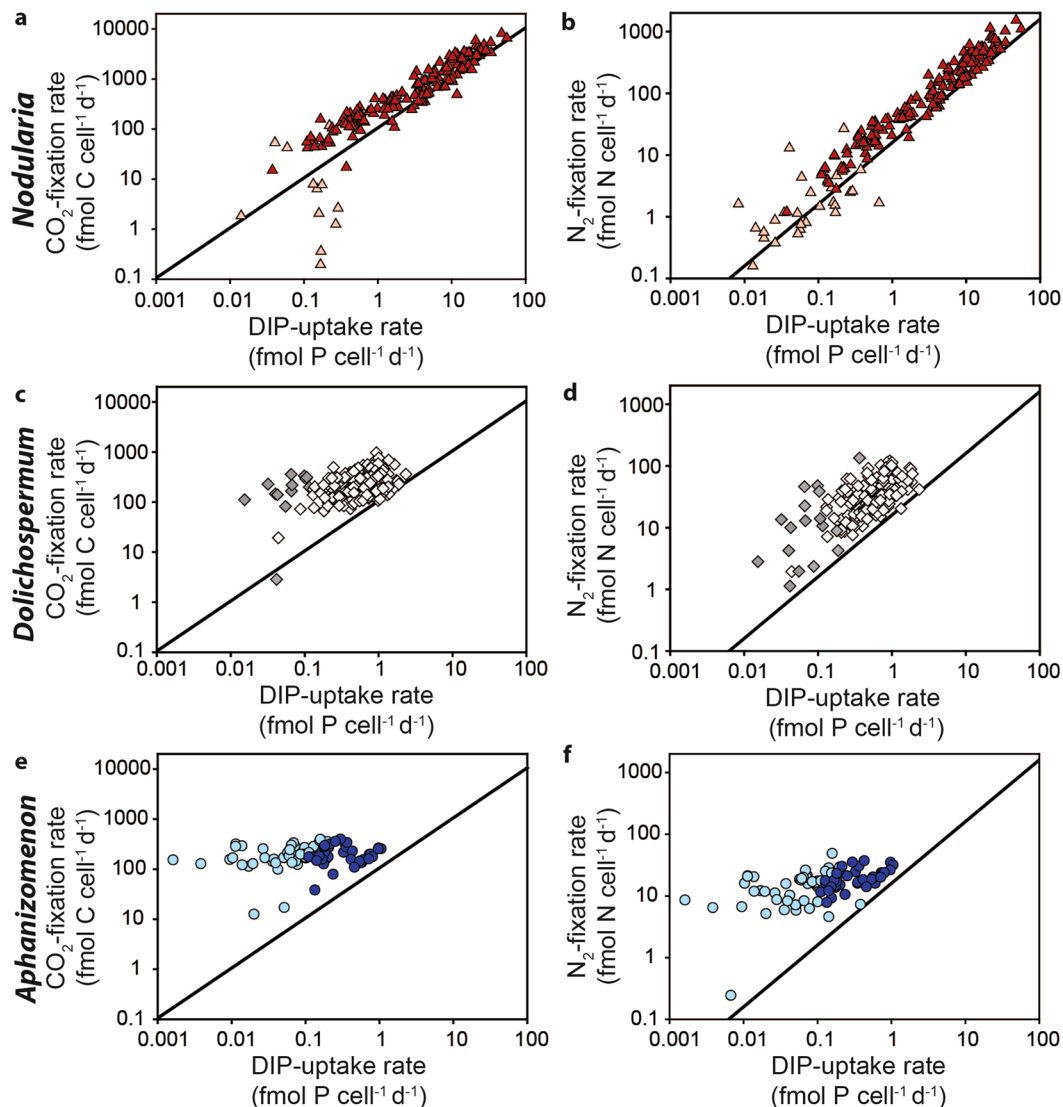 a
Nodularia
CO₂-fixation rate
(fmol C cell⁻¹ d⁻¹)
10000
1000
100
10
1
0.1
0.001 0.01 0.1 1 10 100
DIP-uptake rate
(fmol P cell⁻¹ d⁻¹)
b
N₂-fixation rate
(fmol N cell⁻¹ d⁻¹)
1000
100
10
1
0.1
0.001 0.01 0.1 1 10 100
DIP-uptake rate
(fmol P cell⁻¹ d⁻¹)
c
Dolichospermum
CO₂-fixation rate
(fmol C cell⁻¹ d⁻¹)
10000
1000
100
10
1
0.1
0.001 0.01 0.1 1 10 100
DIP-uptake rate
(fmol P cell⁻¹ d⁻¹)
d
N₂-fixation rate
(fmol N cell⁻¹ d⁻¹)
1000
100
10
1
0.1
0.001 0.01 0.1 1 10 100
DIP-uptake rate
(fmol P cell⁻¹ d⁻¹)
e
Aphanizomenon
CO₂-fixation rate
(fmol C cell⁻¹ d⁻¹)
10000
1000
100
10
1
0.1
0.001 0.01 0.1 1 10 100
DIP-uptake rate
(fmol P cell⁻¹ d⁻¹)
f
N₂-fixation rate
(fmol N cell⁻¹ d⁻¹)
1000
100
10
1
0.1
0.001 0.01 0.1 1 10 100
DIP-uptake rate
(fmol P cell⁻¹ d⁻¹)